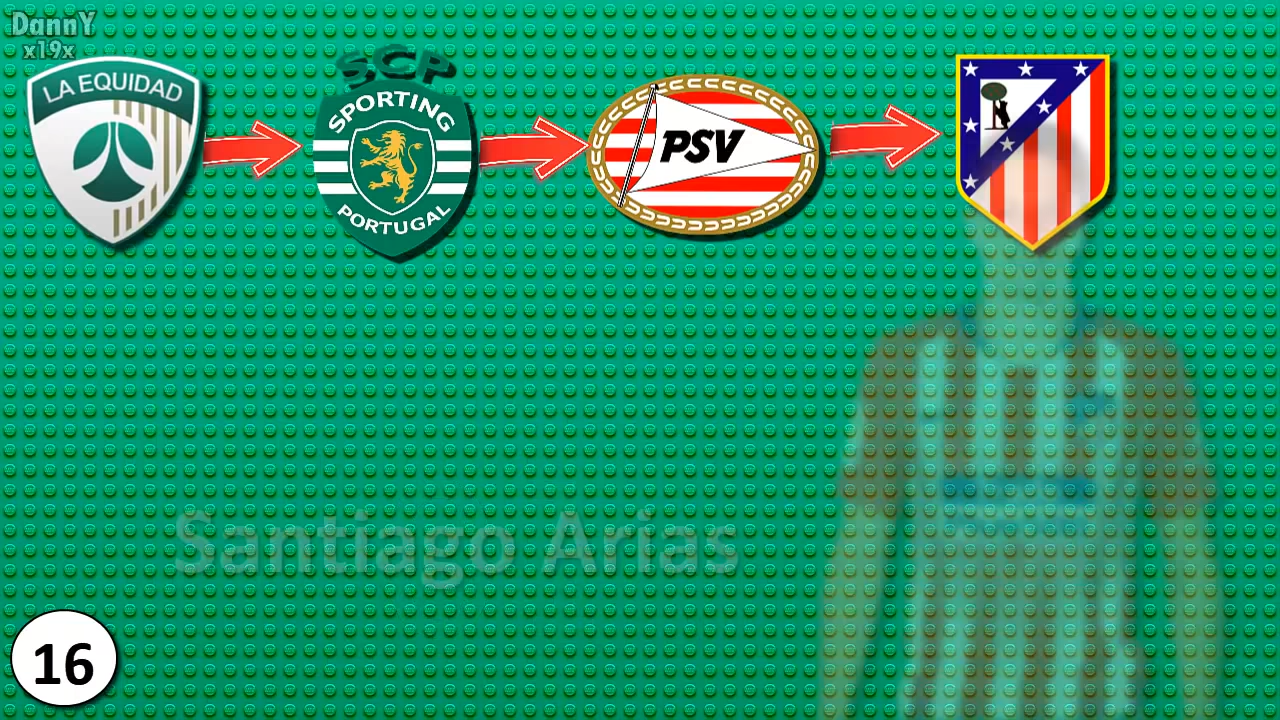 DannY
x19x
LA EQUIDAD
SCP
SPORTING
PORTUGAL
PSV
Santiago Arias
16